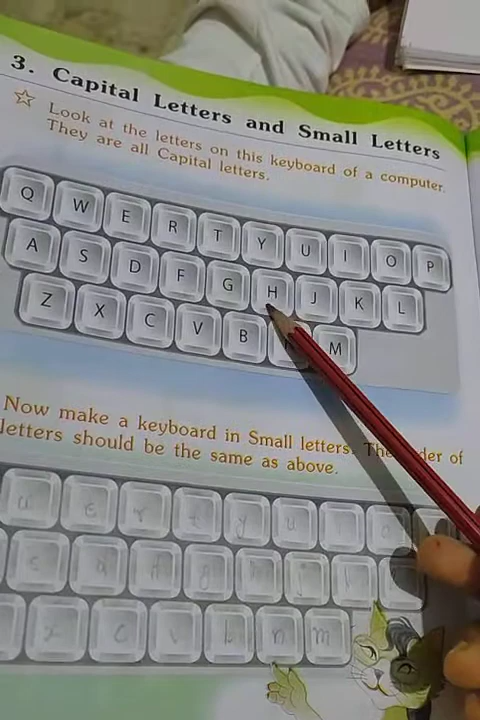 3. Capital Letters and Small Letters
Look at the letters on this keyboard of a computer.
They are all Capital letters.
Q W E R T Y U I O P
A S D F G H J K L
Z X C V B M
Now make a keyboard in Small letters. The der of
letters should be the same as above.
e r t y u o
s d f g h j
x c v b n m